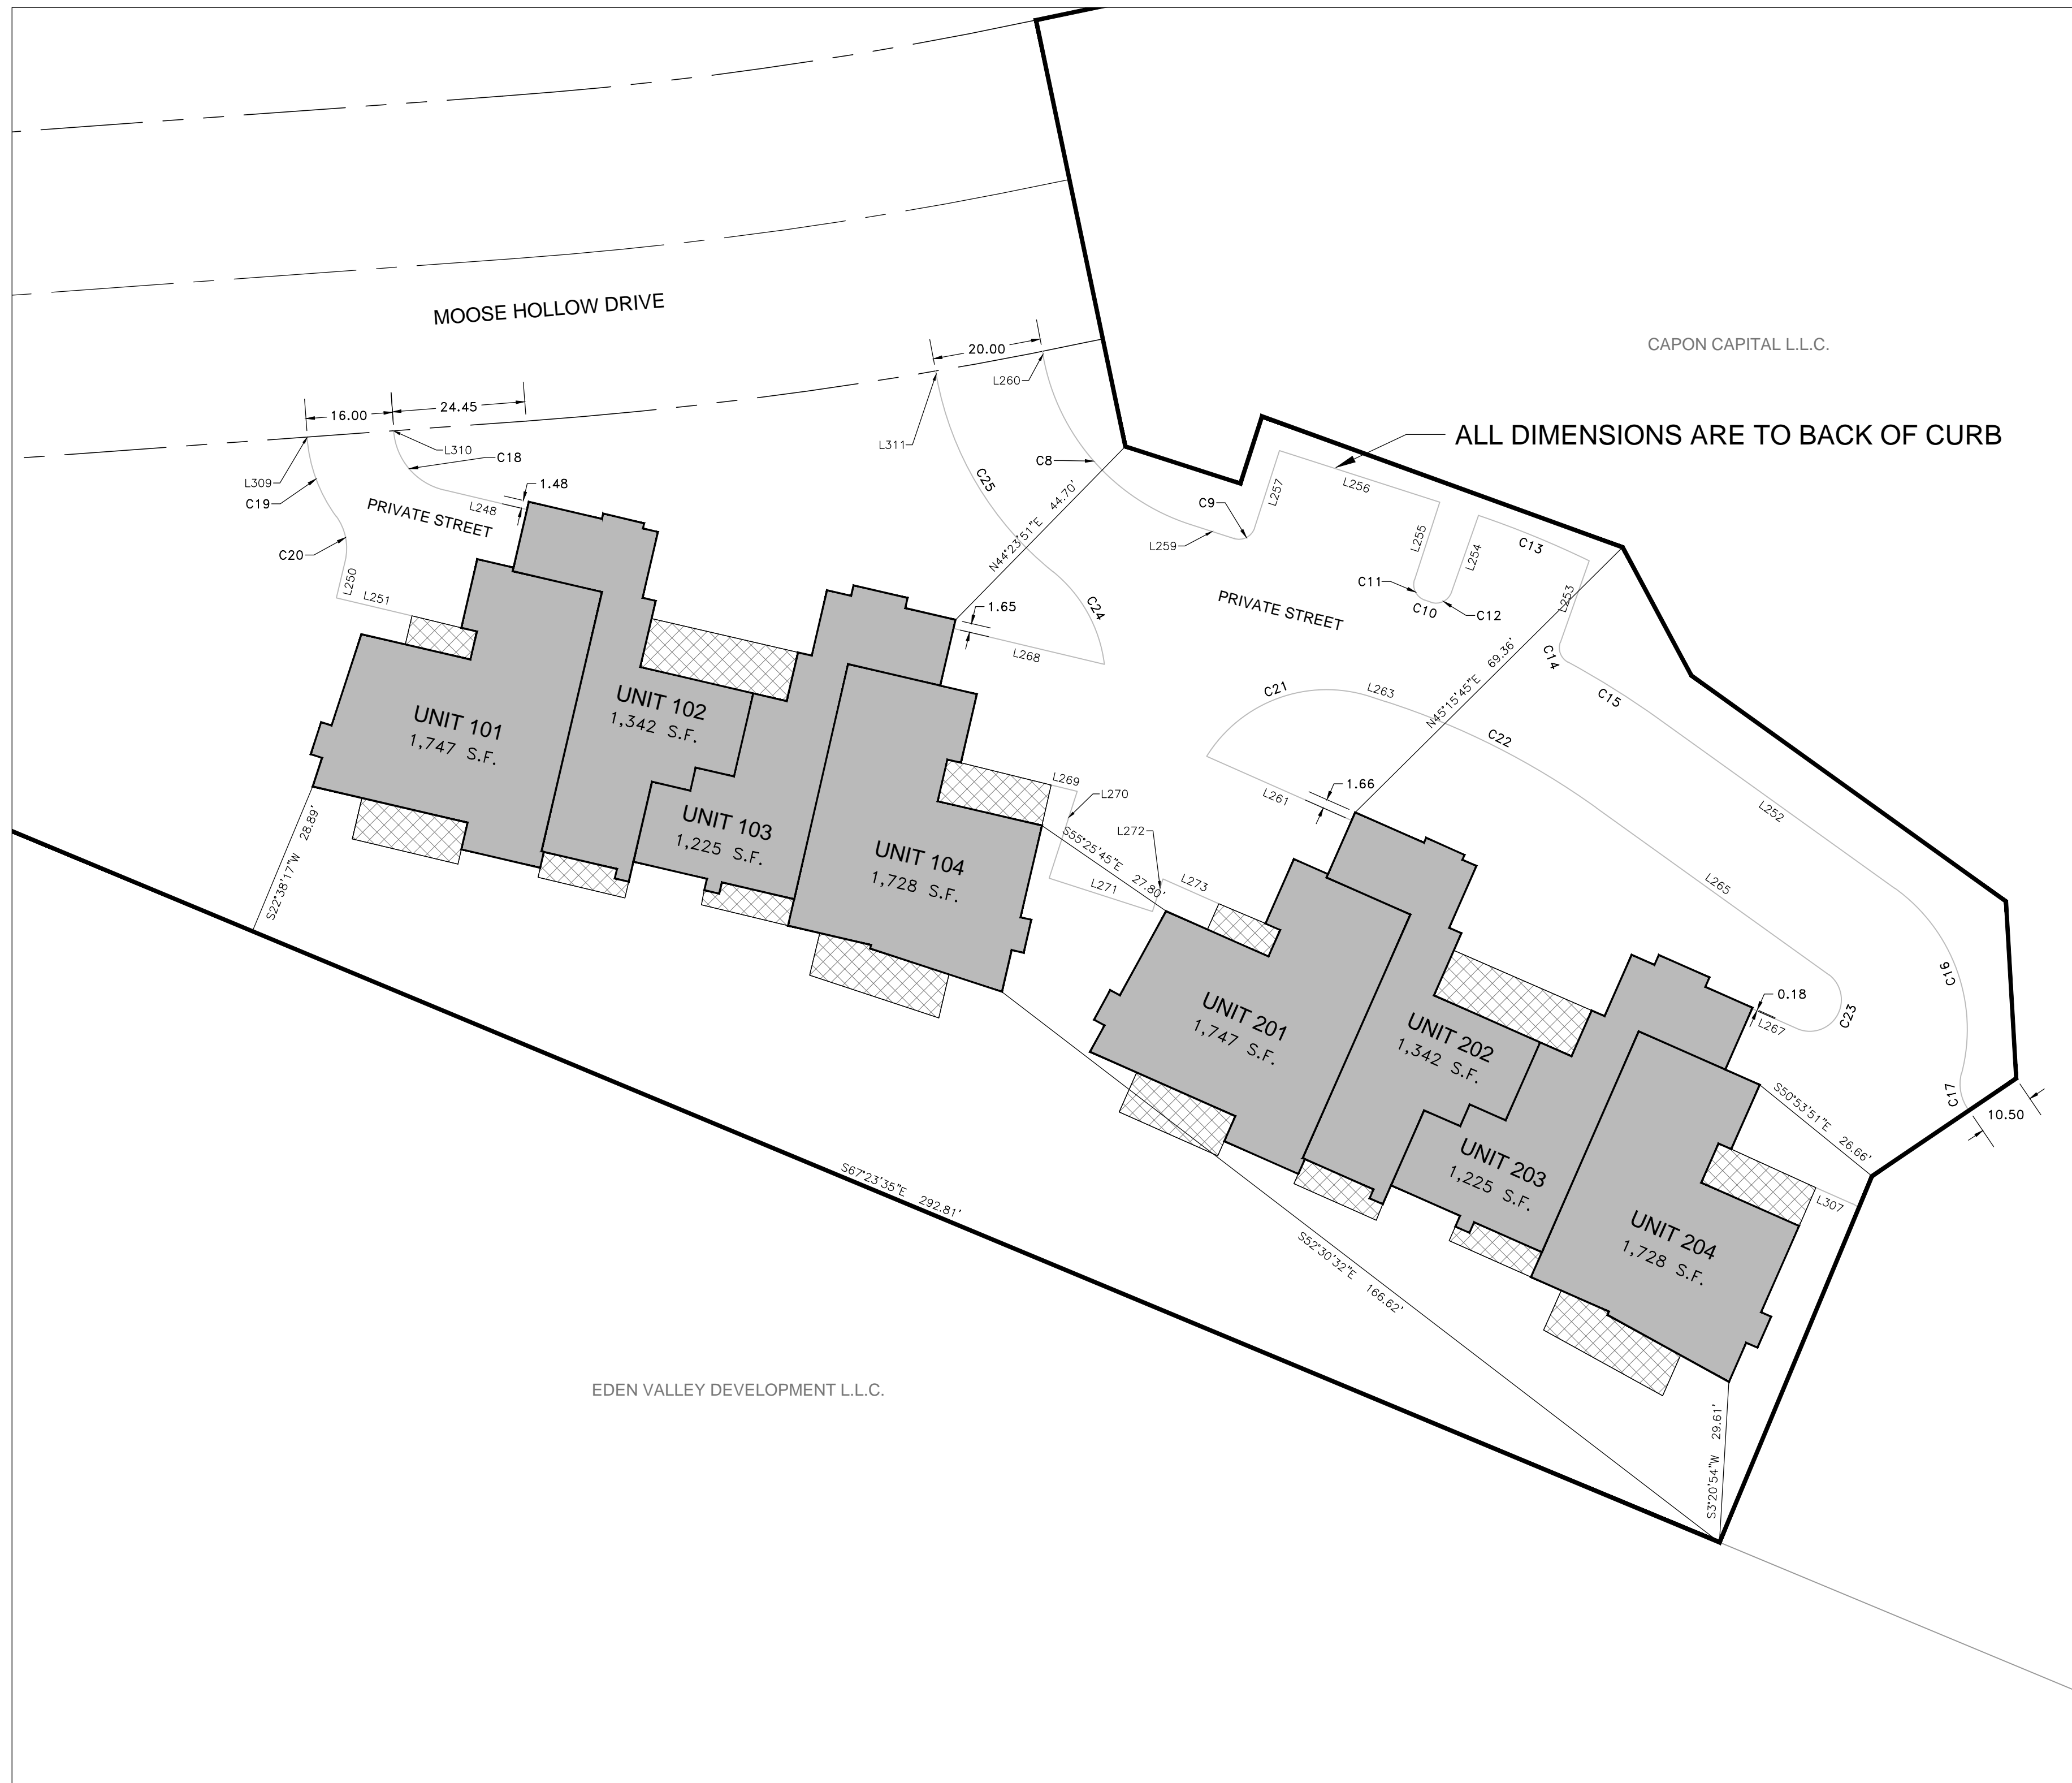 MOOSE HOLLOW DRIVE
CAPON CAPITAL L.L.C.
20.00
L260
24.45
16.00
L310
C18
L311
ALL DIMENSIONS ARE TO BACK OF CURB
C8
C25
L309
C19
1.48
L248
PRIVATE STREET
N44°23'51"E 44.70'
C9
L257
L256
L259
L255
L254
C13
C20
L250
L251
C11
C10
C12
PRIVATE STREET
L253
1.65
C24
L268
C14
C15
N45°15'45"E 69.36'
C21
L263
C22
UNIT 101
1,747 S.F.
UNIT 102
1,342 S.F.
UNIT 103
1,225 S.F.
UNIT 104
1,728 S.F.
L269
L270
1.66
L261
L252
S22°38'17"W 28.89'
L272
S55°25'45"E 27.80'
L271
L273
L265
C16
0.18
C23
L267
UNIT 201
1,747 S.F.
UNIT 202
1,342 S.F.
UNIT 203
1,225 S.F.
UNIT 204
1,728 S.F.
S50°53'51"E 26.66'
C17
10.50
L307
S67°23'35"E 292.81'
S52°30'32"E 166.62'
S3°20'54"W 29.61'
EDEN VALLEY DEVELOPMENT L.L.C.